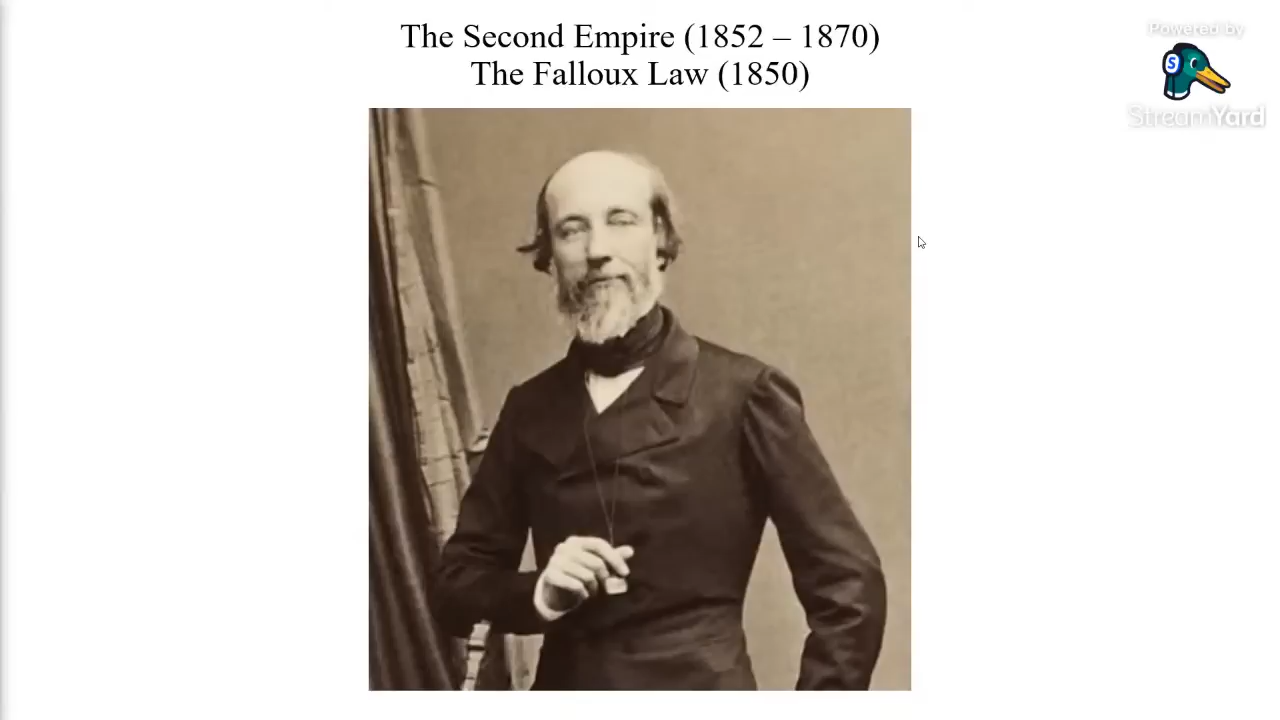 The Second Empire (1852 – 1870)
The Falloux Law (1850)
Powered by
S
StreamYard